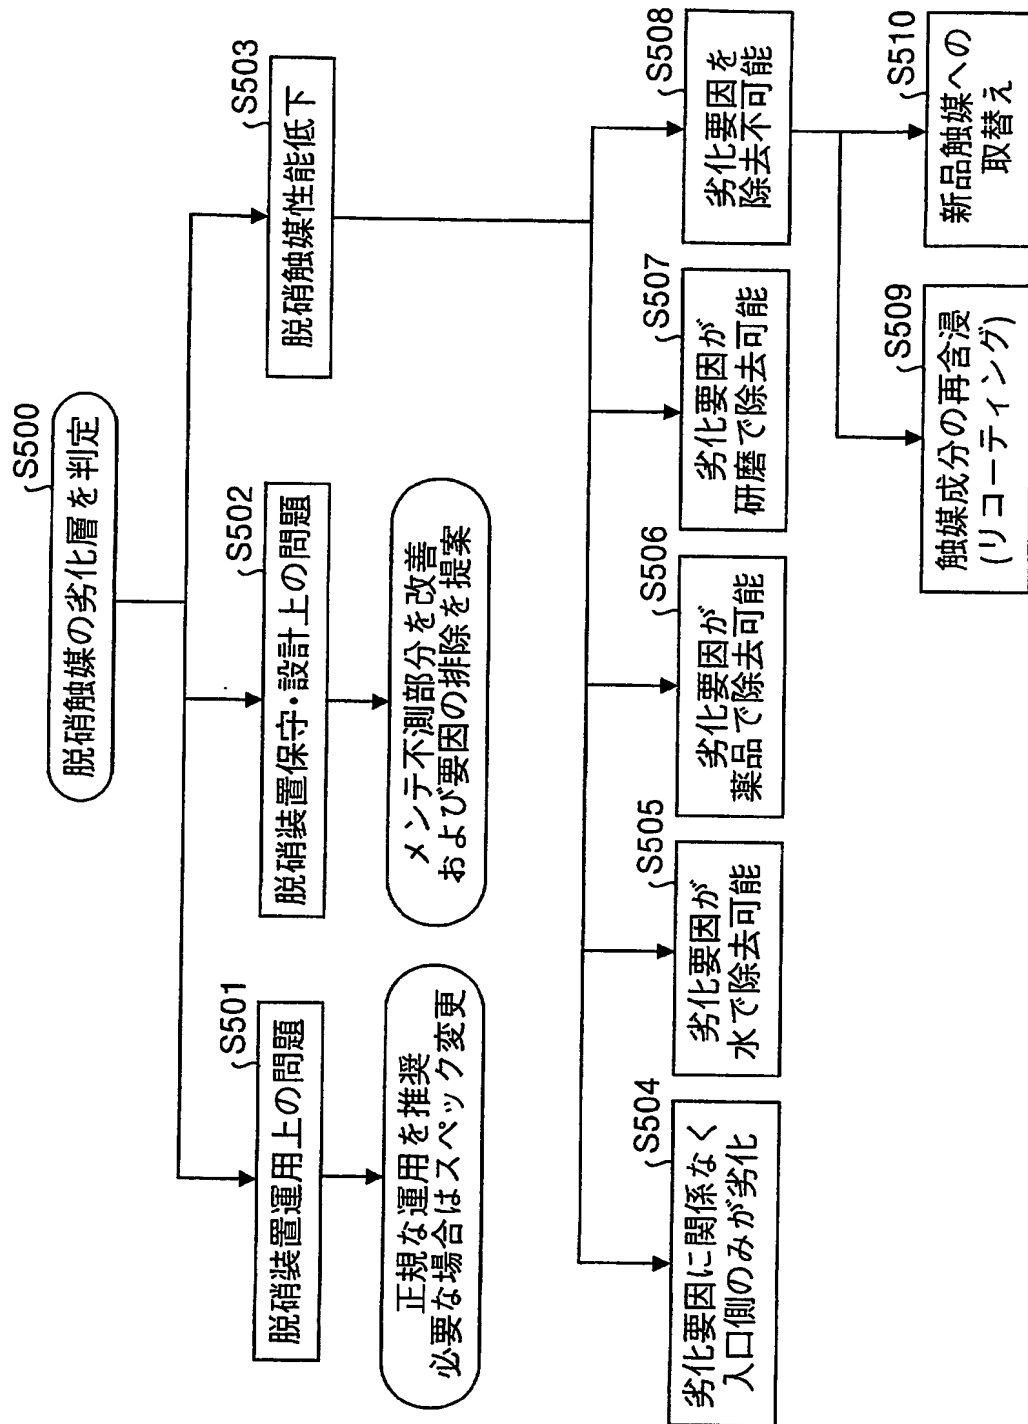 S500
脱硝触媒の劣化層を判定
S501
脱硝装置運用上の問題
正規な運用を推奨
必要な場合はスペック変更
S502
脱硝装置保守・設計上の問題
メンテ不測部分を改善
および要因の排除を提案
S503
脱硝触媒性能低下
S504
劣化要因に関係なく
入口側のみが劣化
S505
劣化要因が
水で除去可能
S506
劣化要因が
薬品で除去可能
S507
劣化要因が
研磨で除去可能
S508
劣化要因を
除去不可能
S509
触媒成分の再含浸
(リコーティング)
S510
新品触媒への
取替え